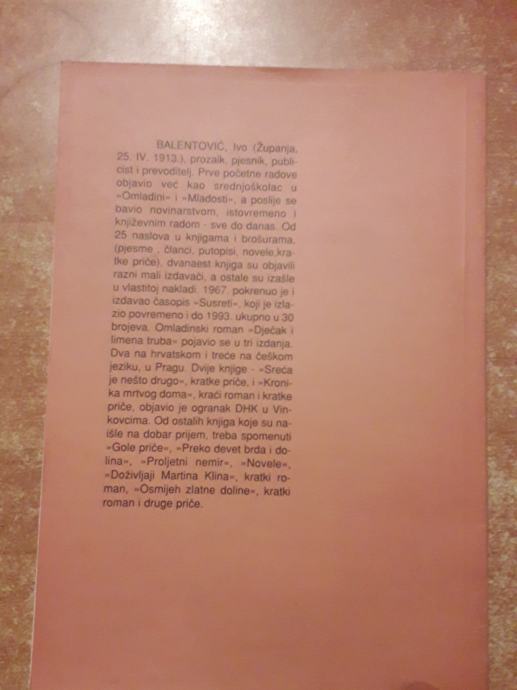 BALENTOVIĆ, Ivo (Županja,
25. IV. 1913.), prozaik, pjesnik, publi-
cist i prevoditelj. Prve početne radove
objavio već kao srednjoškolac u
»Omladini« i »Mladosti«, a poslije se
bavio novinarstvom, istovremeno i
književnim radom - sve do danas. Od
25 naslova u knjigama i brošurama,
(pjesme , članci, putopisi, novele,kra-
tke priče), dvanaest knjiga su objavili
razni mali izdavači, a ostale su izašle
u vlastitoj nakladi. 1967. pokrenuo je i
izdavao časopis »Susreti«, koji je izla-
zio povremeno i do 1993. ukupno u 30
brojeva. Omladinski roman »Dječak i
limena truba« pojavio se u tri izdanja.
Dva na hrvatskom i treće na češkom
jeziku, u Pragu. Dvije knjige - »Sreća
je nešto drugo«, kratke priče, i »Kroni-
ka mrtvog doma«, kraći roman i kratke
priče, objavio je ogranak DHK u Vin-
kovcima. Od ostalih knjiga koje su na-
išle na dobar prijem, treba spomenuti
»Gole priče«, »Preko devet brda i do-
lina«, »Proljetni nemir«, »Novele«,
»Doživljaji Martina Klina«, kratki ro-
man, »Osmijeh zlatne doline«, kratki
roman i druge priče.